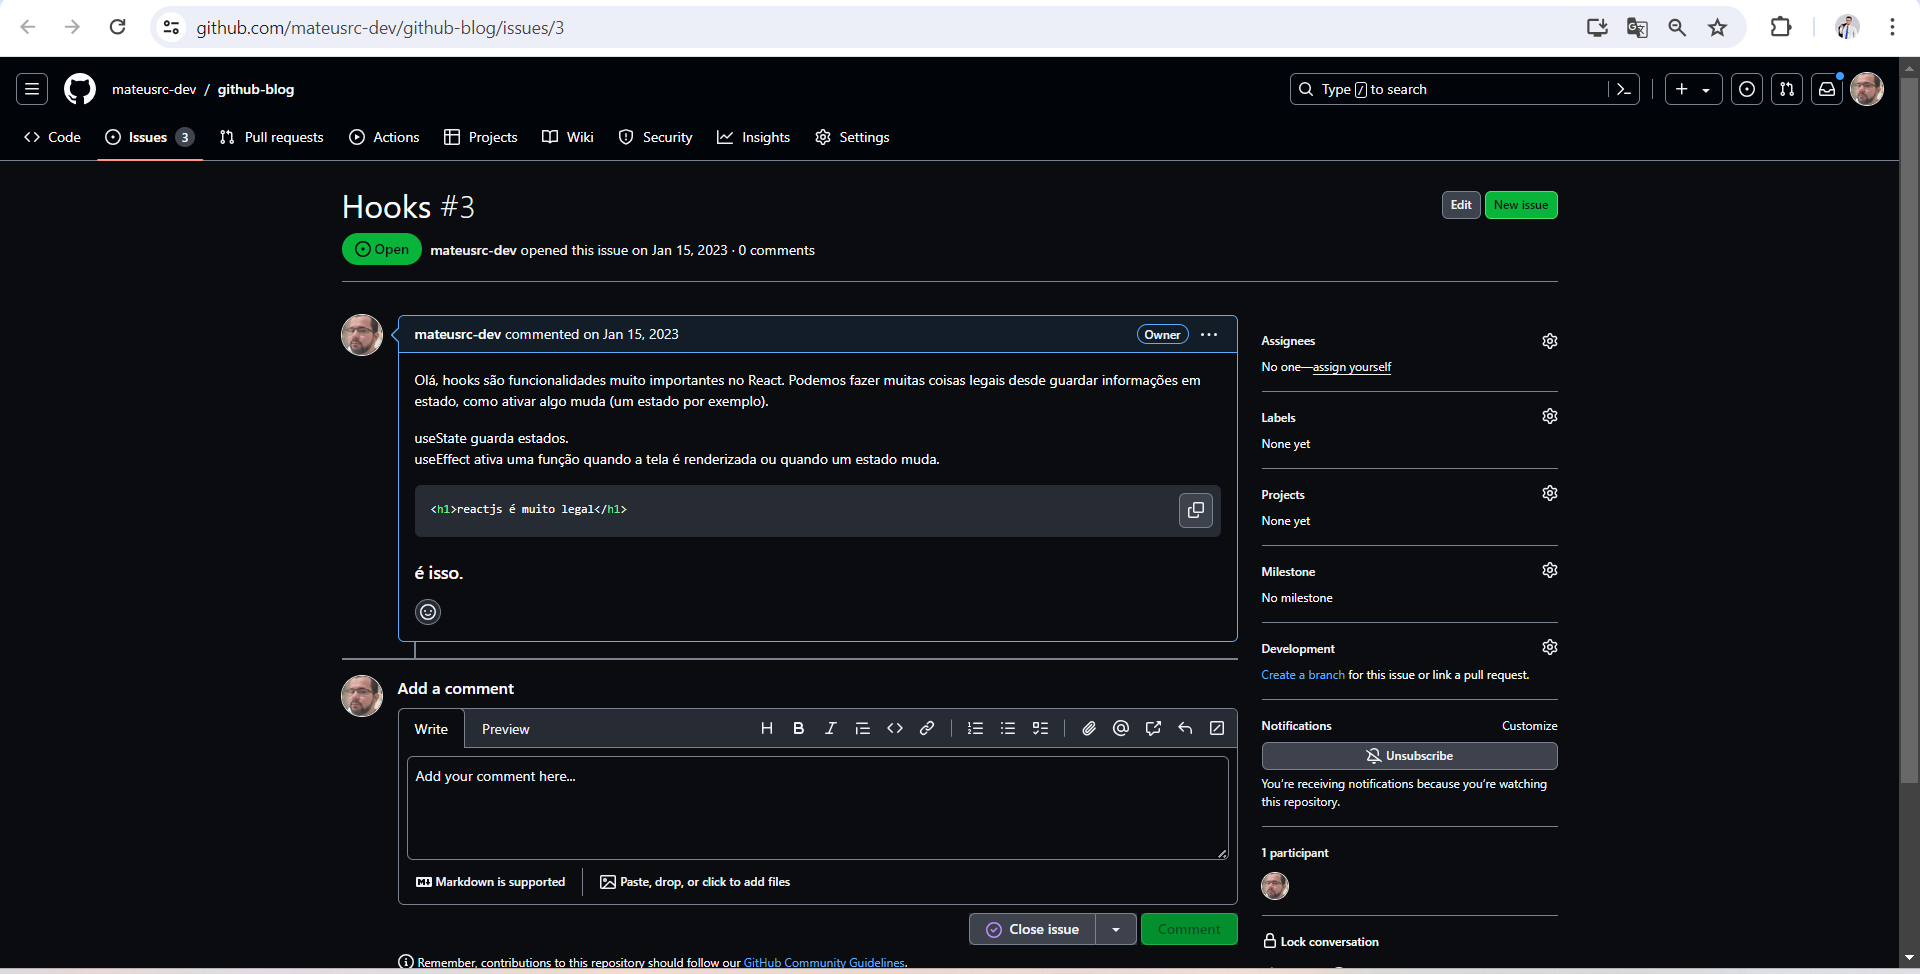 github.com/mateusrc-dev/github-blog/issues/3
mateusrc-dev / github-blog
Type / to search
Code
Issues 3
Pull requests
Actions
Projects
Wiki
Security
Insights
Settings
Hooks #3
Edit
New issue
Open
mateusrc-dev opened this issue on Jan 15, 2023 · 0 comments
mateusrc-dev commented on Jan 15, 2023
Owner
Olá, hooks são funcionalidades muito importantes no React. Podemos fazer muitas coisas legais desde guardar informações em
estado, como ativar algo muda (um estado por exemplo).
useState guarda estados.
useEffect ativa uma função quando a tela é renderizada ou quando um estado muda.
<h1>reactjs é muito legal</h1>
é isso.
Add a comment
Write
Preview
Add your comment here...
Markdown is supported
Paste, drop, or click to add files
Close issue
Comment
Remember, contributions to this repository should follow our GitHub Community Guidelines.
Assignees
No one—assign yourself
Labels
None yet
Projects
None yet
Milestone
No milestone
Development
Create a branch for this issue or link a pull request.
Notifications
Customize
Unsubscribe
You're receiving notifications because you're watching
this repository.
1 participant
Lock conversation